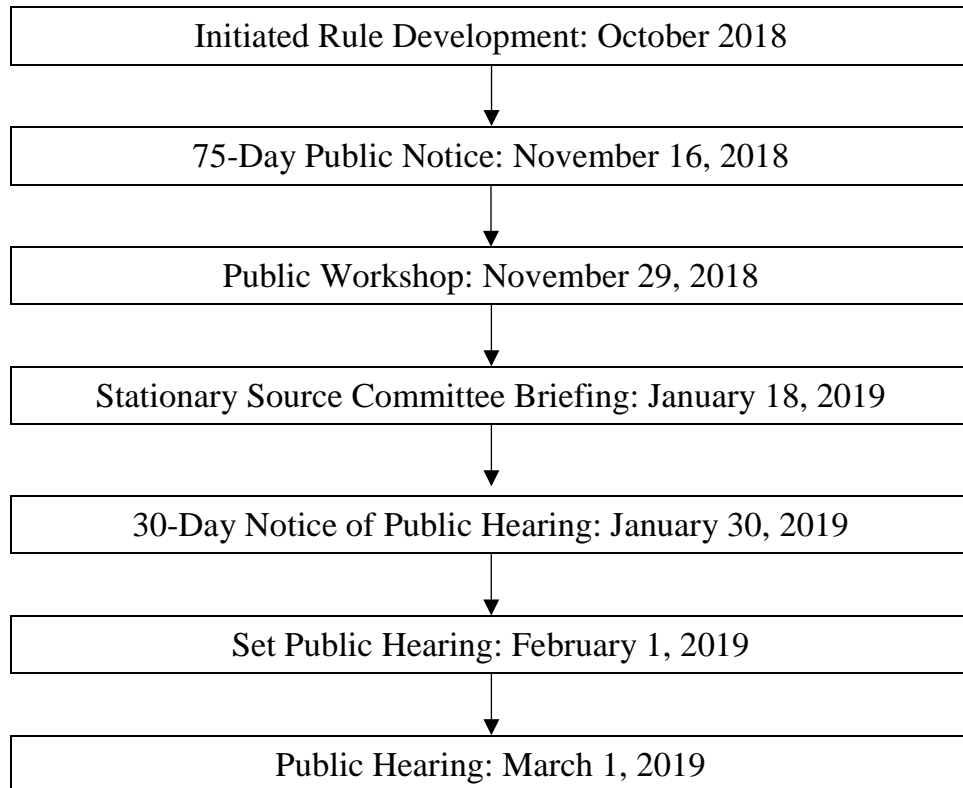 Initiated Rule Development: October 2018
75-Day Public Notice: November 16, 2018
Public Workshop: November 29, 2018
Stationary Source Committee Briefing: January 18, 2019
30-Day Notice of Public Hearing: January 30, 2019
Set Public Hearing: February 1, 2019
Public Hearing: March 1, 2019